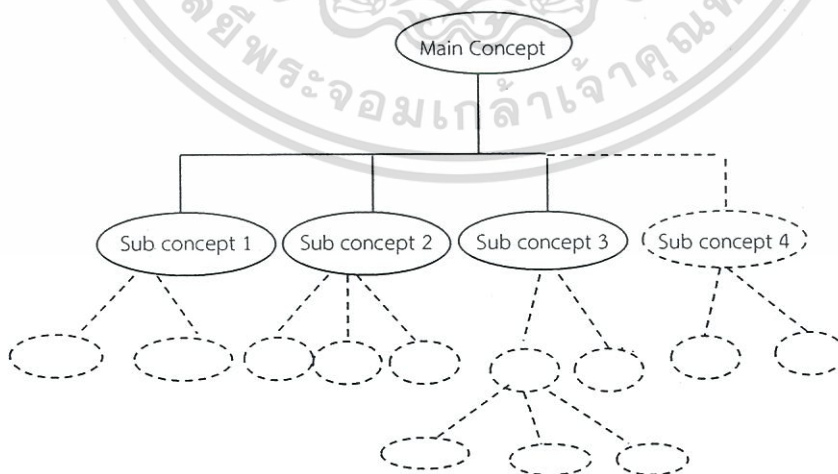 Main Concept
Sub concept 1
Sub concept 2
Sub concept 3
Sub concept 4